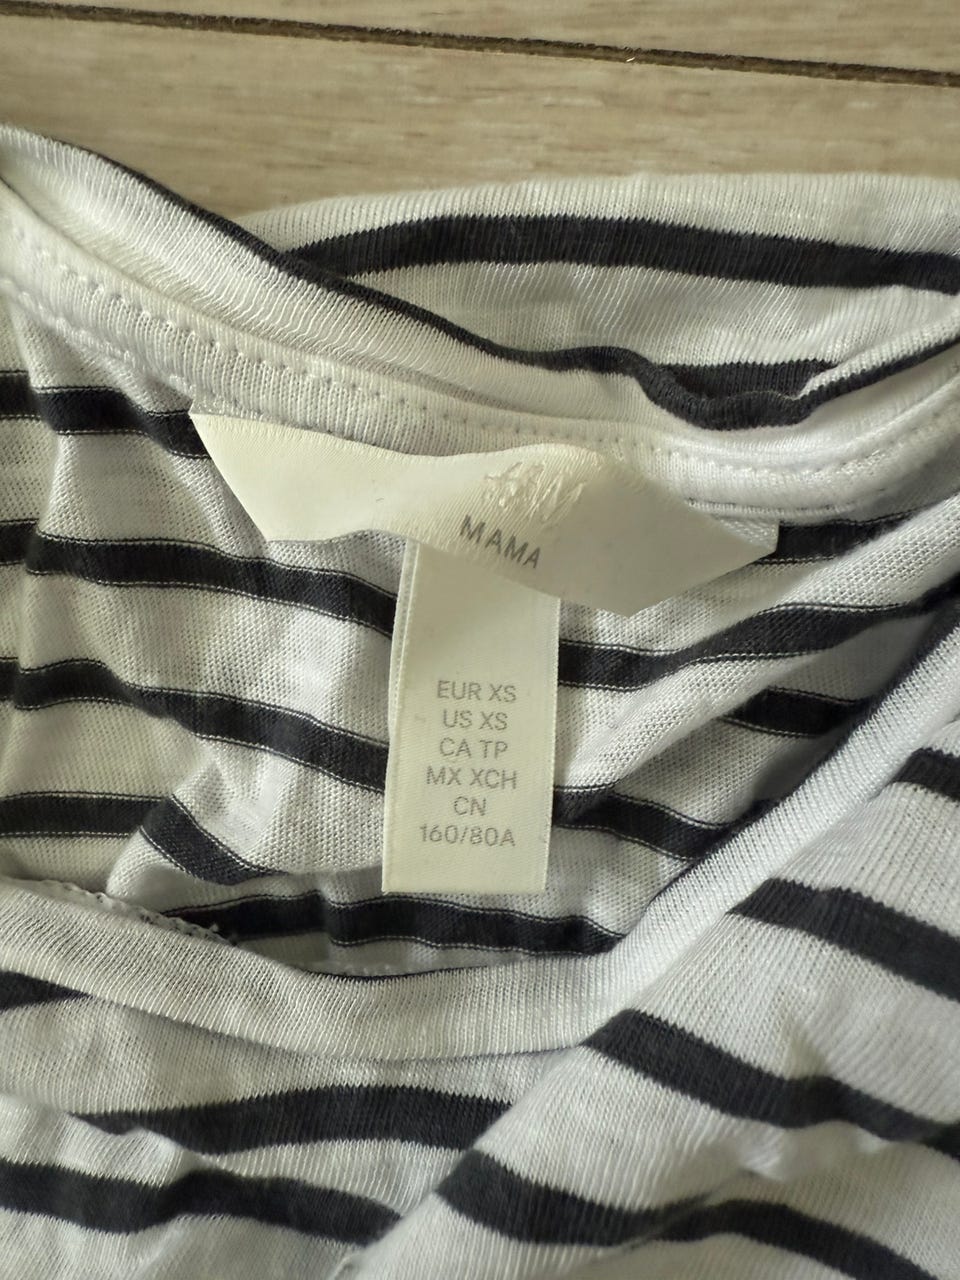 H&M
MAMA
EUR XS
US XS
CA TP
MX XCH
CN
160/80A